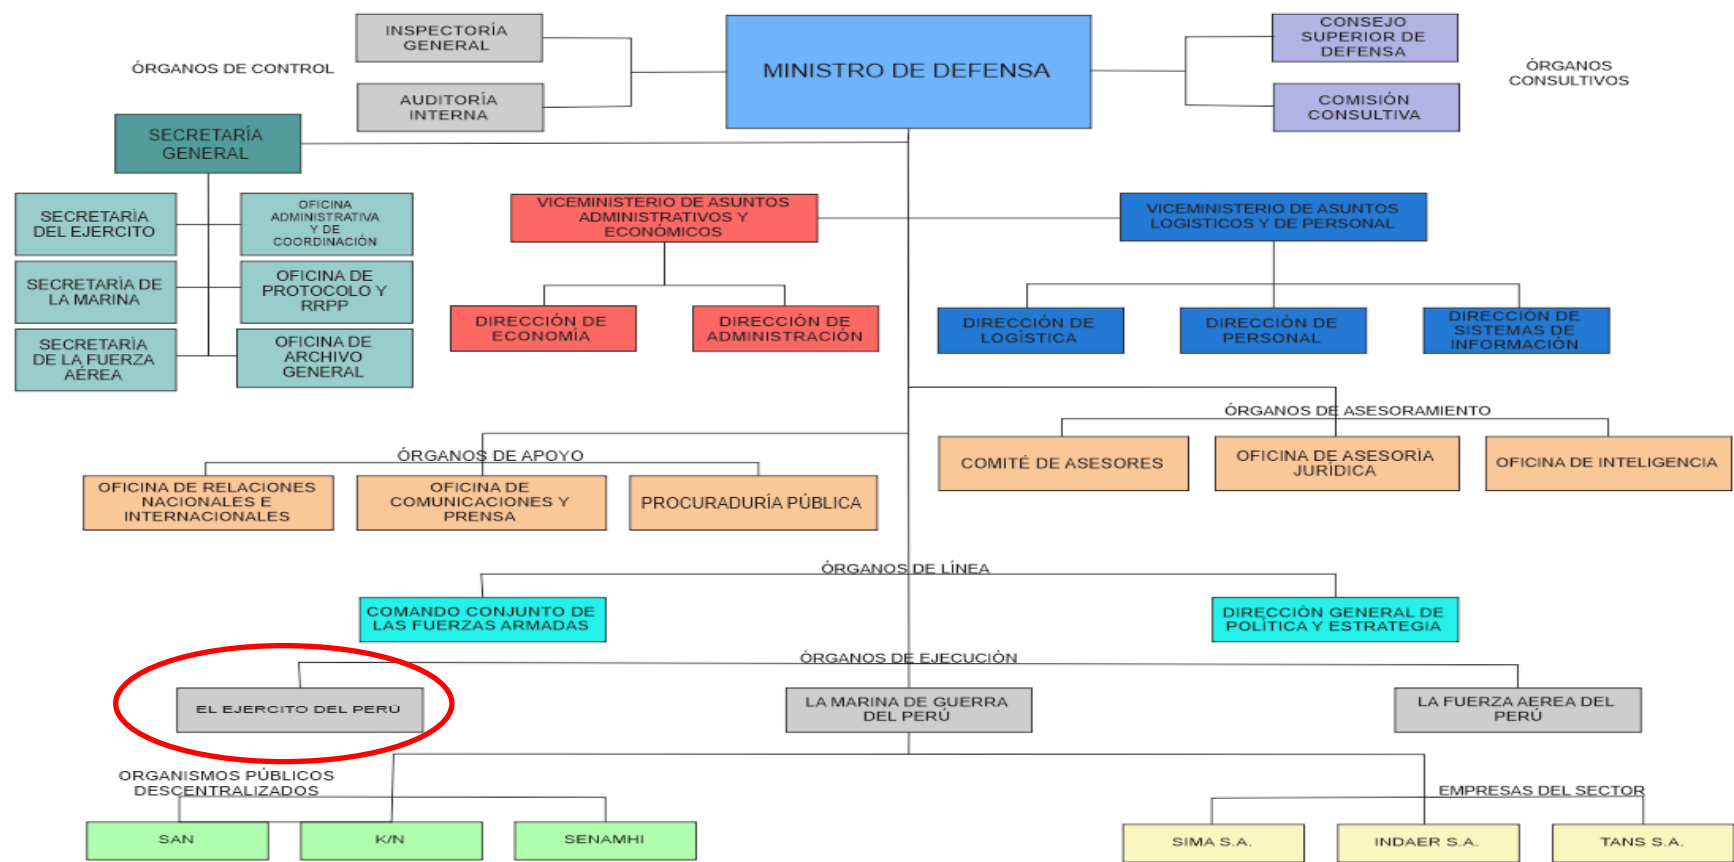 INSPECTORÍA
GENERAL
ÓRGANOS DE CONTROL
AUDITORÍA
INTERNA
MINISTRO DE DEFENSA
CONSEJO
SUPERIOR DE
DEFENSA
ÓRGANOS
CONSULTIVOS
COMISIÓN
CONSULTIVA
SECRETARÍA
GENERAL
SECRETARÌA
DEL EJERCITO
OFICINA
ADMINISTRATIVA
Y DE
COORDINACIÓN
SECRETARÌA DE
LA MARINA
OFICINA DE
PROTOCOLO Y
RRPP
SECRETARÌA
DE LA FUERZA
AÉREA
OFICINA DE
ARCHIVO
GENERAL
VICEMINISTERIO DE ASUNTOS
ADMINISTRATIVOS Y
ECONÓMICOS
VICEMINISTERIO DE ASUNTOS
LOGISTICOS Y DE PERSONAL
DIRECCIÓN DE
ECONOMÍA
DIRECCIÓN DE
ADMINISTRACIÓN
DIRECCIÓN DE
LOGÍSTICA
DIRECCIÓN DE
PERSONAL
DIRECCIÓN DE
SISTEMAS DE
INFORMACIÓN
ÓRGANOS DE ASESORAMIENTO
COMITÉ DE ASESORES
OFICINA DE ASESORÌA
JURÍDICA
OFICINA DE INTELIGENCIA
ÓRGANOS DE APOYO
OFICINA DE RELACIONES
NACIONALES E
INTERNACIONALES
OFICINA DE
COMUNICACIONES Y
PRENSA
PROCURADURÍA PÚBLICA
ÓRGANOS DE LÍNEA
COMANDO CONJUNTO DE
LAS FUERZAS ARMADAS
DIRECCIÓN GENERAL DE
POLÍTICA Y ESTRATEGIA
ÓRGANOS DE EJECUCIÓN
EL EJERCITO DEL PERÚ
LA MARINA DE GUERRA
DEL PERÚ
LA FUERZA AEREA DEL
PERÚ
ORGANISMOS PÚBLICOS
DESCENTRALIZADOS
EMPRESAS DEL SECTOR
SAN
K/N
SENAMHI
SIMA S.A.
INDAER S.A.
TANS S.A.